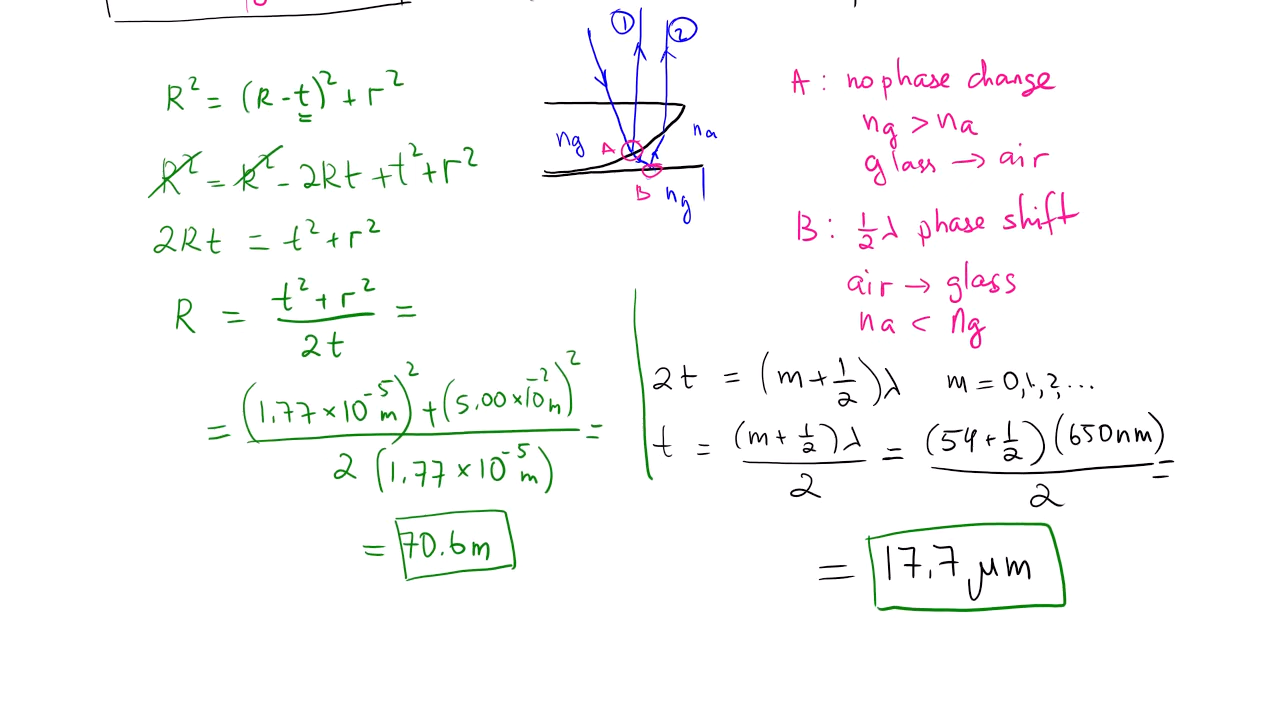 R² = (R - t)² + r²
R² = R² - 2Rt + t² + r²
2Rt = t² + r²
R = (t² + r²) / 2t =
= ((1.77 × 10⁻⁵ m)² + (5.00 × 10⁻² m)²) / 2 (1.77 × 10⁻⁵ m) =
= 70.6 m
① ②
ng A na
B ng
A : no phase change
ng > na
glass → air
B : ½ λ phase shift
air → glass
na < ng
2t = (m + ½) λ m = 0, 1, 2, ...
t = (m + ½) λ / 2 = (54 + ½) (650 nm) / 2 =
= 17.7 μm